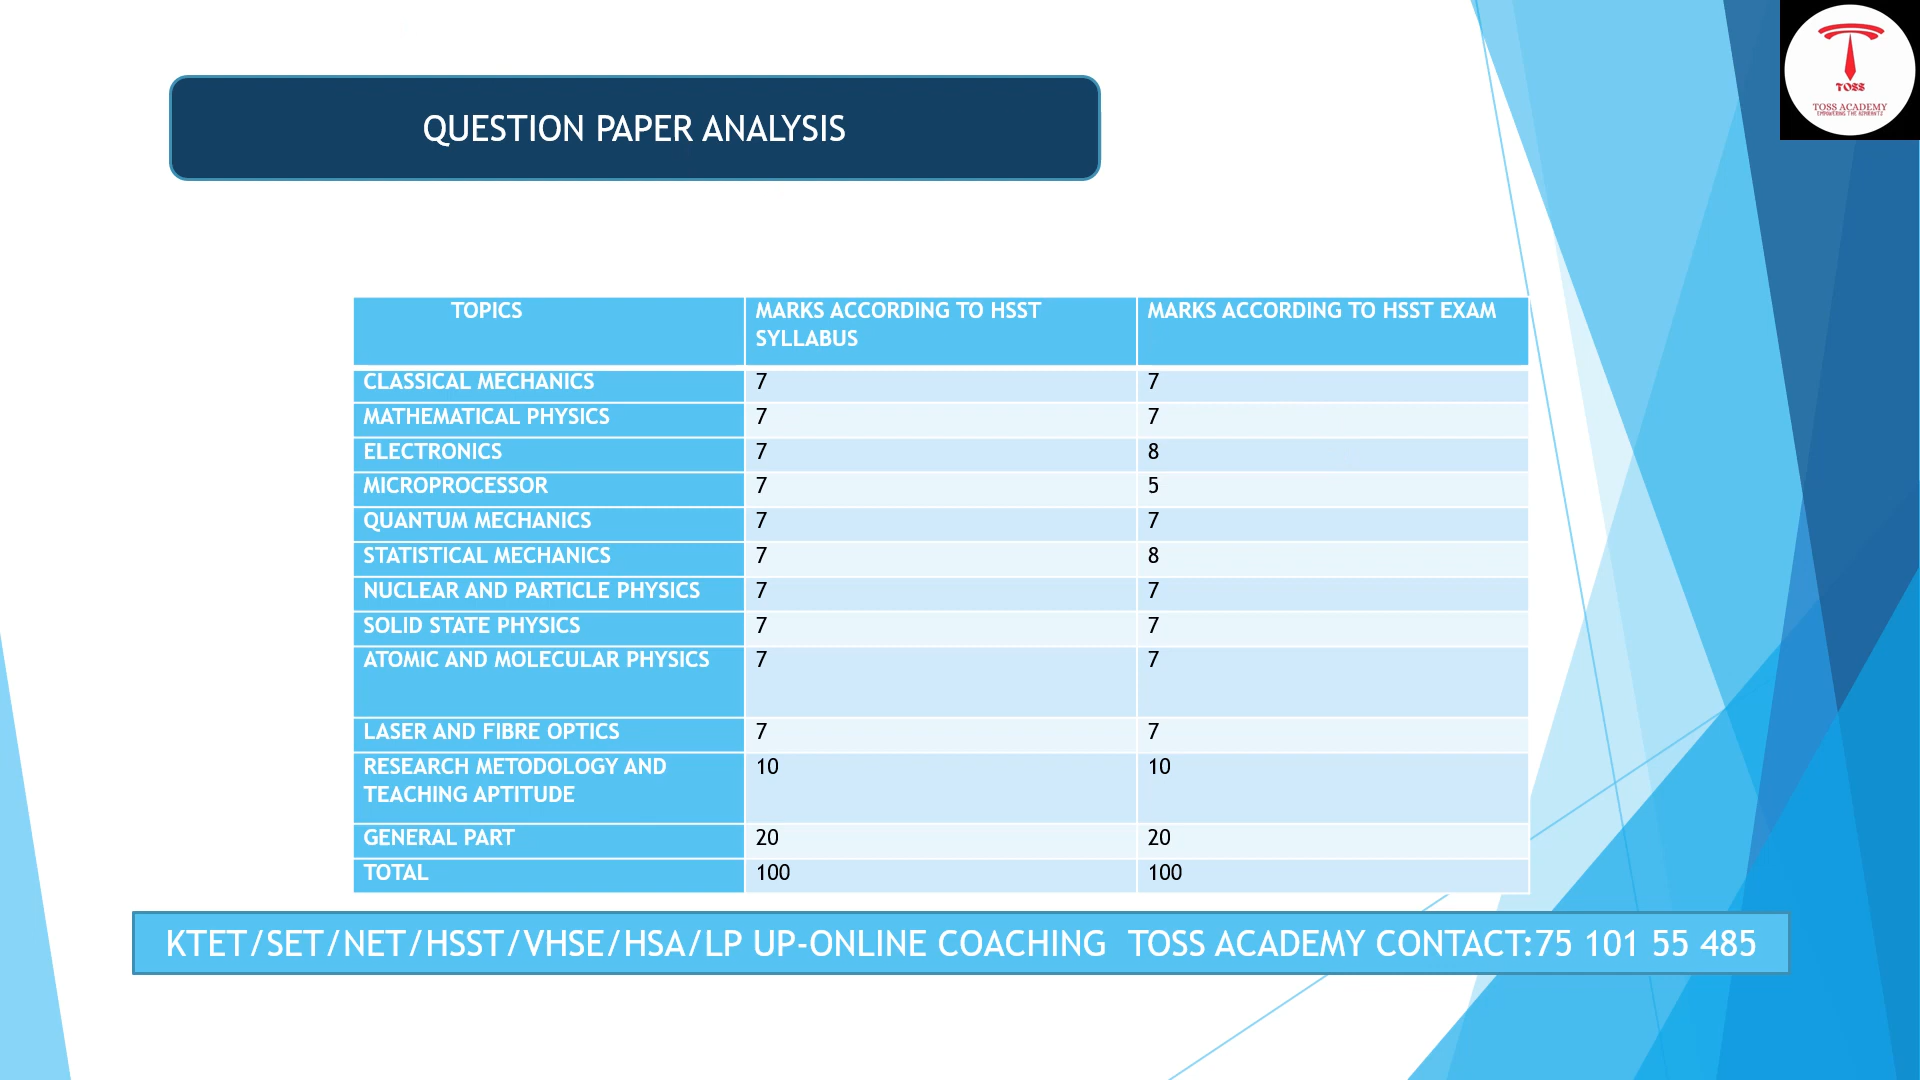 TOSS
TOSS ACADEMY
EMPOWERING THE ASPIRANTS
QUESTION PAPER ANALYSIS
TOPICS MARKS ACCORDING TO HSST SYLLABUS MARKS ACCORDING TO HSST EXAM
CLASSICAL MECHANICS 7 7
MATHEMATICAL PHYSICS 7 7
ELECTRONICS 7 8
MICROPROCESSOR 7 5
QUANTUM MECHANICS 7 7
STATISTICAL MECHANICS 7 8
NUCLEAR AND PARTICLE PHYSICS 7 7
SOLID STATE PHYSICS 7 7
ATOMIC AND MOLECULAR PHYSICS 7 7
LASER AND FIBRE OPTICS 7 7
RESEARCH METODOLOGY AND TEACHING APTITUDE 10 10
GENERAL PART 20 20
TOTAL 100 100
KTET/SET/NET/HSST/VHSE/HSA/LP UP-ONLINE COACHING TOSS ACADEMY CONTACT:75 101 55 485